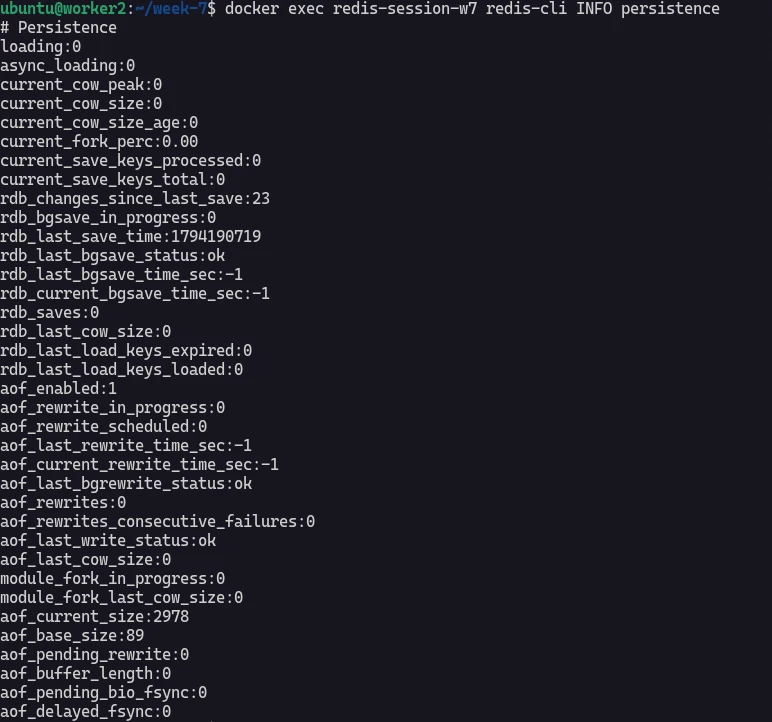 ubuntu@worker2:~/week-7$ docker exec redis-session-w7 redis-cli INFO persistence
# Persistence
loading:0
async_loading:0
current_cow_peak:0
current_cow_size:0
current_cow_size_age:0
current_fork_perc:0.00
current_save_keys_processed:0
current_save_keys_total:0
rdb_changes_since_last_save:23
rdb_bgsave_in_progress:0
rdb_last_save_time:1794190719
rdb_last_bgsave_status:ok
rdb_last_bgsave_time_sec:-1
rdb_current_bgsave_time_sec:-1
rdb_saves:0
rdb_last_cow_size:0
rdb_last_load_keys_expired:0
rdb_last_load_keys_loaded:0
aof_enabled:1
aof_rewrite_in_progress:0
aof_rewrite_scheduled:0
aof_last_rewrite_time_sec:-1
aof_current_rewrite_time_sec:-1
aof_last_bgrewrite_status:ok
aof_rewrites:0
aof_rewrites_consecutive_failures:0
aof_last_write_status:ok
aof_last_cow_size:0
module_fork_in_progress:0
module_fork_last_cow_size:0
aof_current_size:2978
aof_base_size:89
aof_pending_rewrite:0
aof_buffer_length:0
aof_pending_bio_fsync:0
aof_delayed_fsync:0